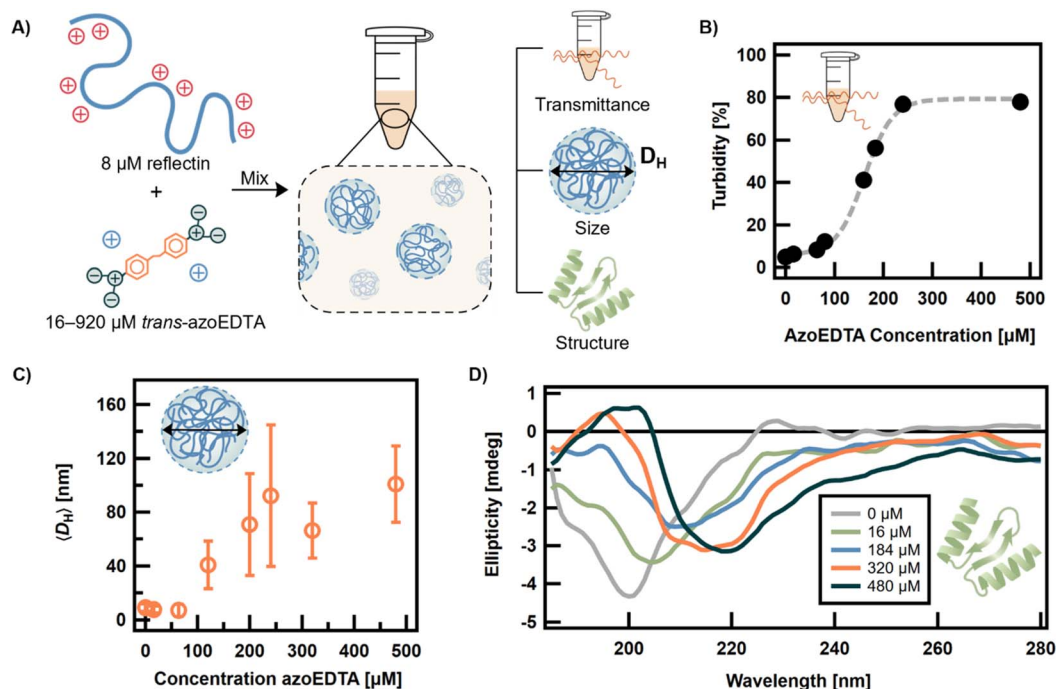 A)
8 μM reflectin
+
16–920 μM trans-azoEDTA
Mix
Transmittance
D_H
Size
Structure
B)
Turbidity [%]
100
80
60
40
20
0
0 100 200 300 400 500
AzoEDTA Concentration [μM]
C)
⟨D_H⟩ [nm]
160
120
80
40
0
0 100 200 300 400 500
Concentration azoEDTA [μM]
D)
Ellipticity [mdeg]
1
0
-1
-2
-3
-4
-5
0 μM
16 μM
184 μM
320 μM
480 μM
200 220 240 260 280
Wavelength [nm]